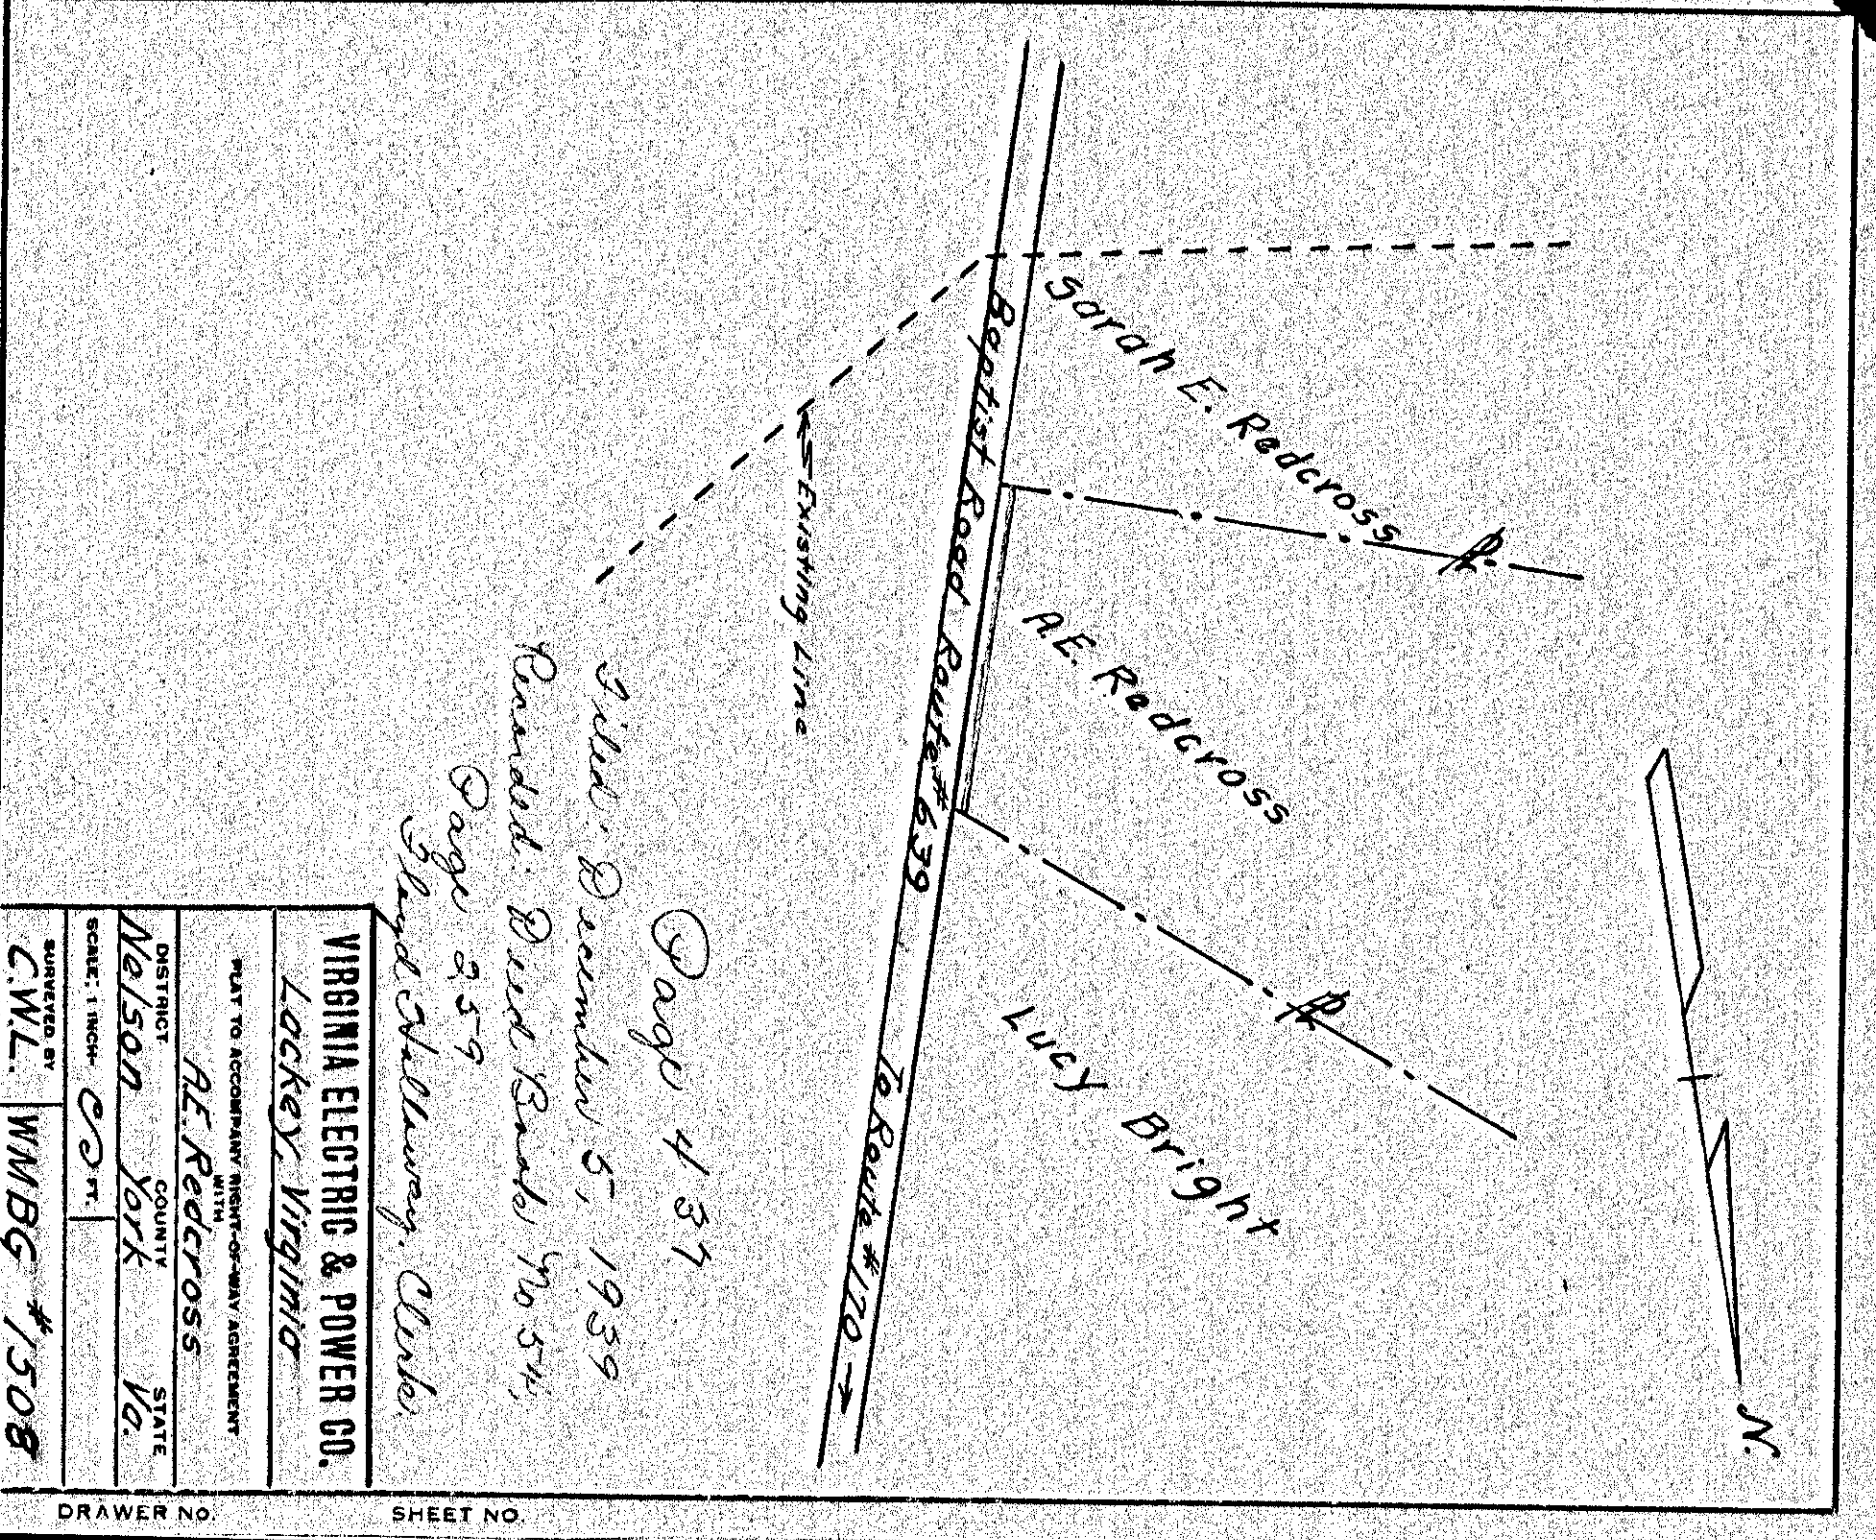 N.
Sarah E. Redcross
A.E. Redcross
Lucy Bright
Baptist Road Route # 639
To Route #170 →
Existing Line
Page 437
Filed: December 5, 1939
Recorded: Deed Book No 54,
Page 259
Floyd Holloway, Clerk.
VIRGINIA ELECTRIC & POWER CO.
Lackey, Virginia
PLAT TO ACCOMPANY RIGHT-OF-WAY AGREEMENT
WITH
A.E. Redcross
DISTRICT COUNTY STATE
Nelson York Va.
SCALE: 1 INCH- FT.
SURVEYED BY
C.W.L. WMBG #1508
DRAWER NO.
SHEET NO.